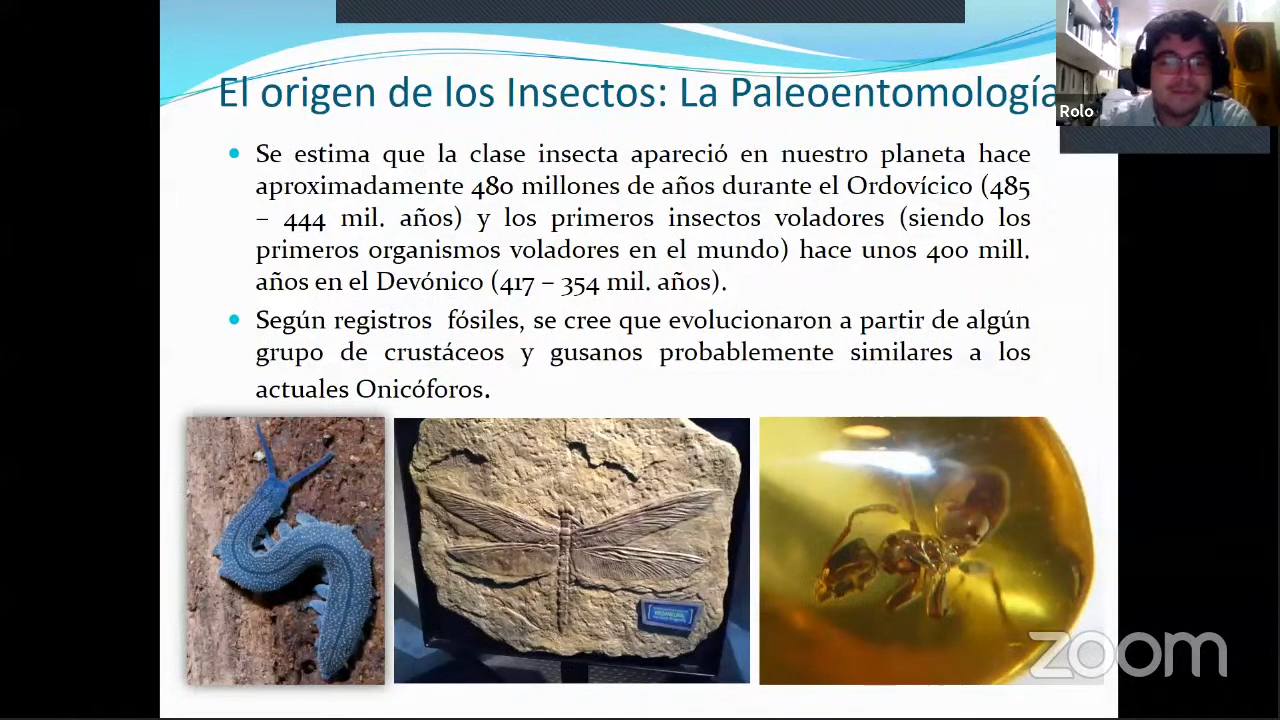 El origen de los Insectos: La Paleoentomología
Rolo
Se estima que la clase insecta apareció en nuestro planeta hace
aproximadamente 480 millones de años durante el Ordovícico (485
– 444 mil. años) y los primeros insectos voladores (siendo los
primeros organismos voladores en el mundo) hace unos 400 mill.
años en el Devónico (417 – 354 mil. años).
Según registros fósiles, se cree que evolucionaron a partir de algún
grupo de crustáceos y gusanos probablemente similares a los
actuales Onicóforos.
zoom